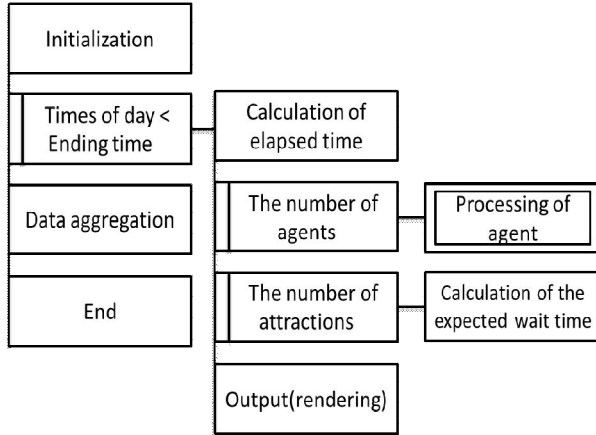 Initialization
Times of day <
Ending time
Data aggregation
End
Calculation of
elapsed time
The number of
agents
Processing of
agent
The number of
attractions
Calculation of the
expected wait time
Output(rendering)